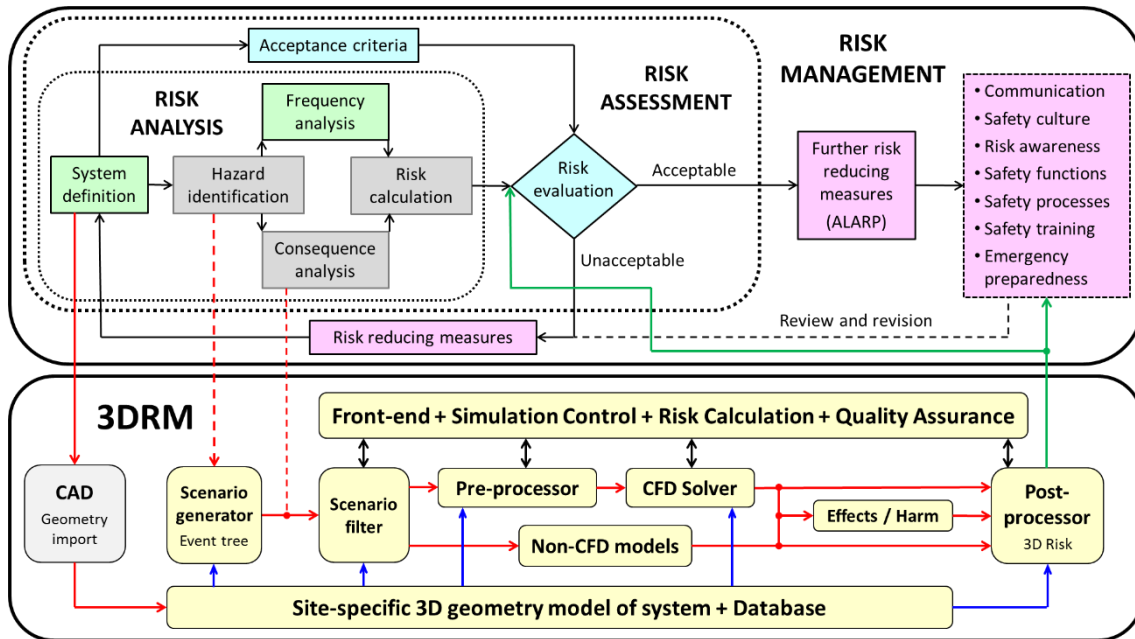 Acceptance criteria
RISK
MANAGEMENT
RISK
ASSESSMENT
RISK
ANALYSIS
Frequency
analysis
System
definition
Hazard
identification
Risk
calculation
Consequence
analysis
Risk
evaluation
Acceptable
Unacceptable
Further risk
reducing
measures
(ALARP)
• Communication
• Safety culture
• Risk awareness
• Safety functions
• Safety processes
• Safety training
• Emergency
preparedness
Risk reducing measures
Review and revision
3DRM
Front-end + Simulation Control + Risk Calculation + Quality Assurance
CAD
Geometry
import
Scenario
generator
Event tree
Scenario
filter
Pre-processor
CFD Solver
Non-CFD models
Effects / Harm
Post-
processor
3D Risk
Site-specific 3D geometry model of system + Database